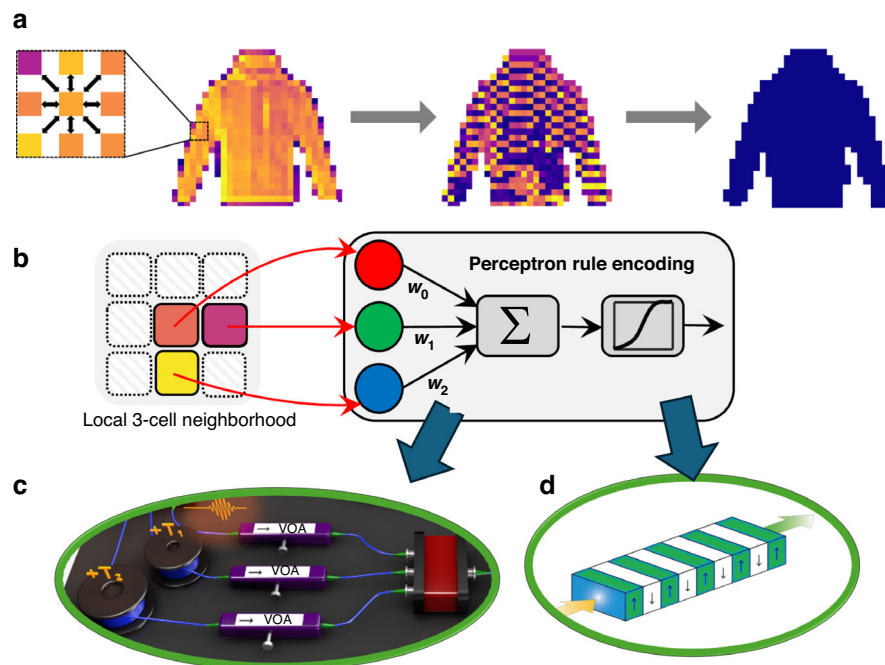 a
b
Perceptron rule encoding
w0
w1
w2
Σ
Local 3-cell neighborhood
c
+T1
+T2
→ VOA
→ VOA
→ VOA
d
↑ ↓ ↑ ↓ ↑ ↓ ↑ ↓ ↑